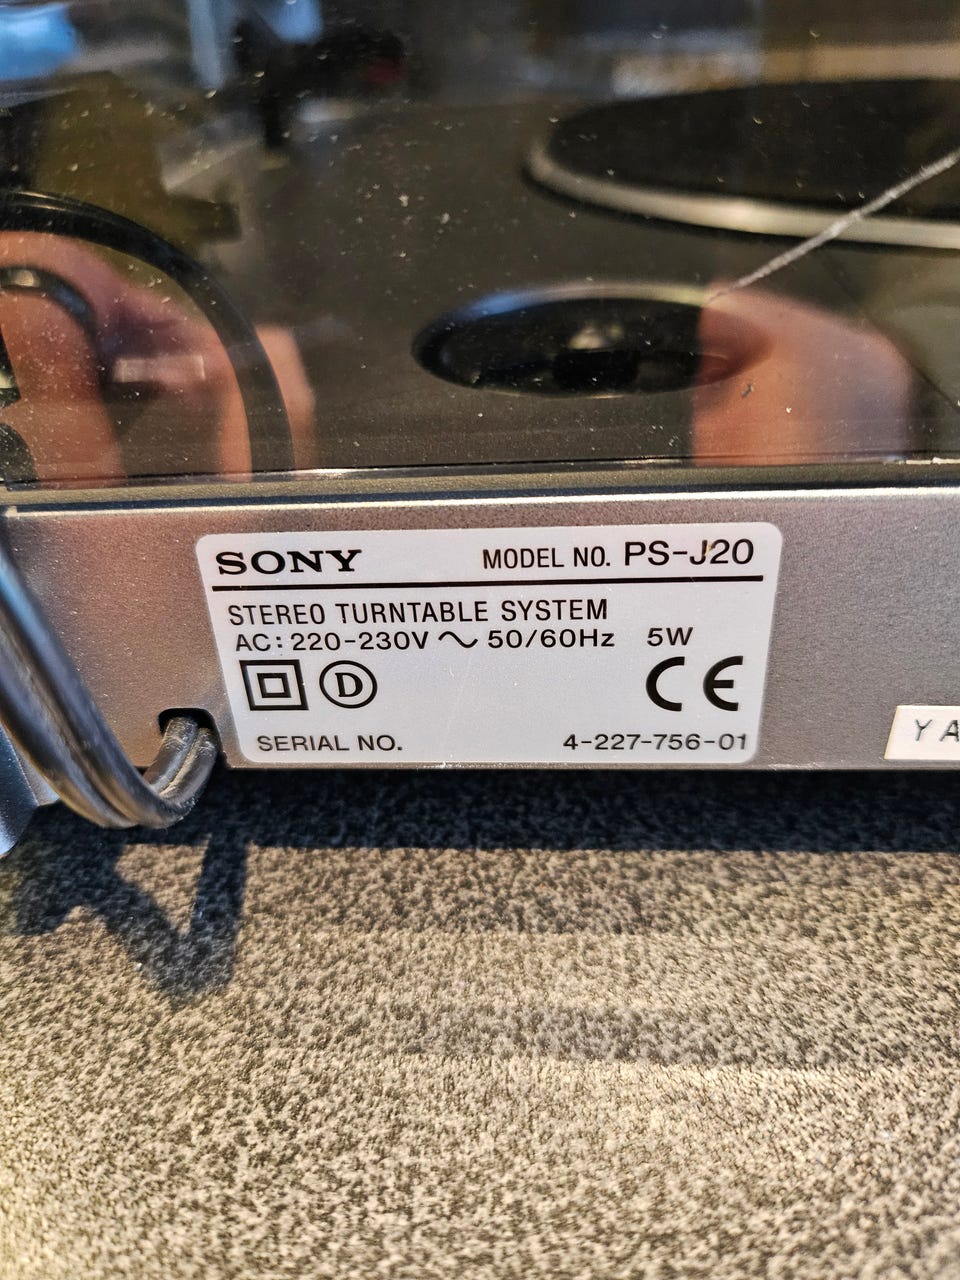 SONY MODEL NO. PS-J20
STEREO TURNTABLE SYSTEM
AC: 220-230V ~ 50/60Hz 5W
D CE
SERIAL NO. 4-227-756-01
YA